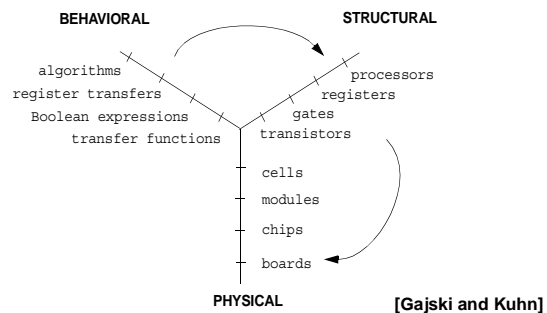 BEHAVIORAL
STRUCTURAL
algorithms
register transfers
Boolean expressions
transfer functions
processors
registers
gates
transistors
cells
modules
chips
boards
PHYSICAL
[Gajski and Kuhn]